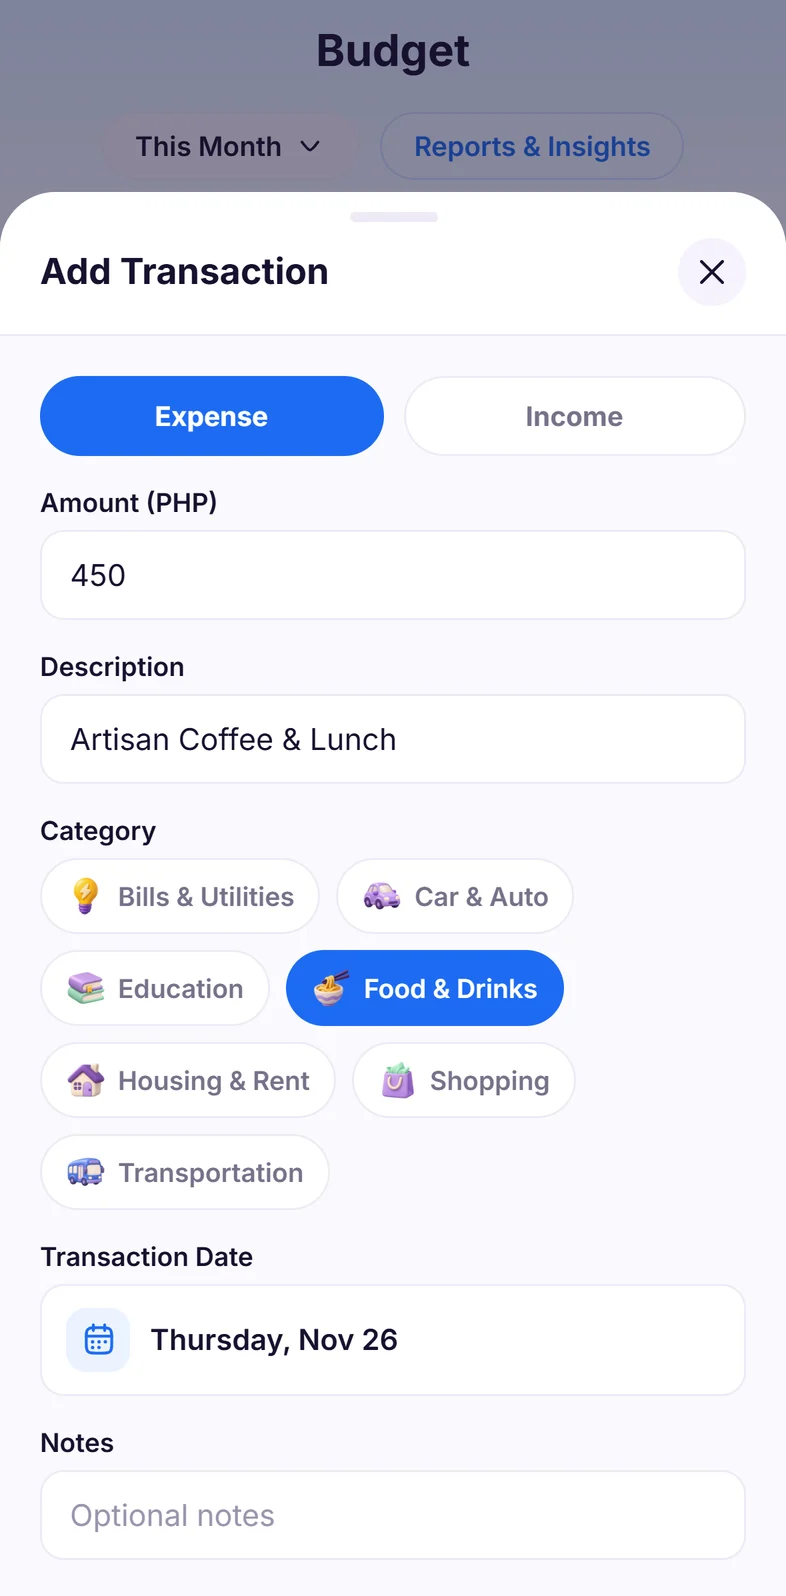 Budget
This Month
Reports & Insights
Add Transaction
Expense
Income
Amount (PHP)
450
Description
Artisan Coffee & Lunch
Category
Bills & Utilities
Car & Auto
Education
Food & Drinks
Housing & Rent
Shopping
Transportation
Transaction Date
Thursday, Nov 26
Notes
Optional notes